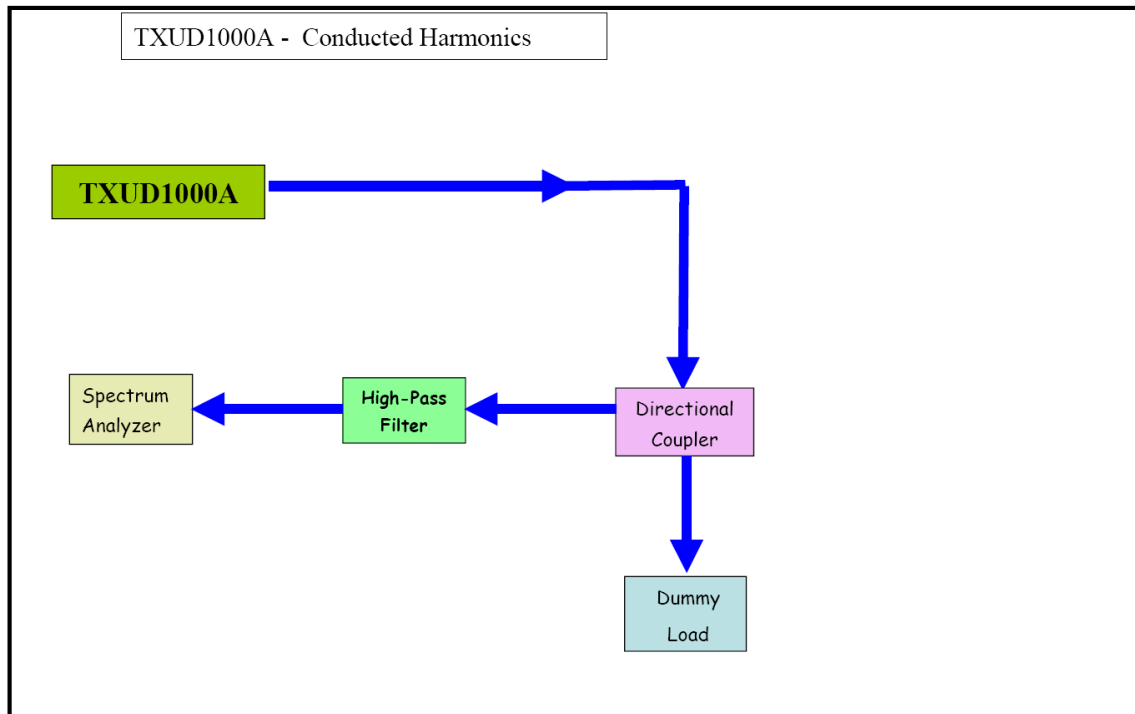 TXUD1000A - Conducted Harmonics
TXUD1000A
Spectrum
Analyzer
High-Pass
Filter
Directional
Coupler
Dummy
Load